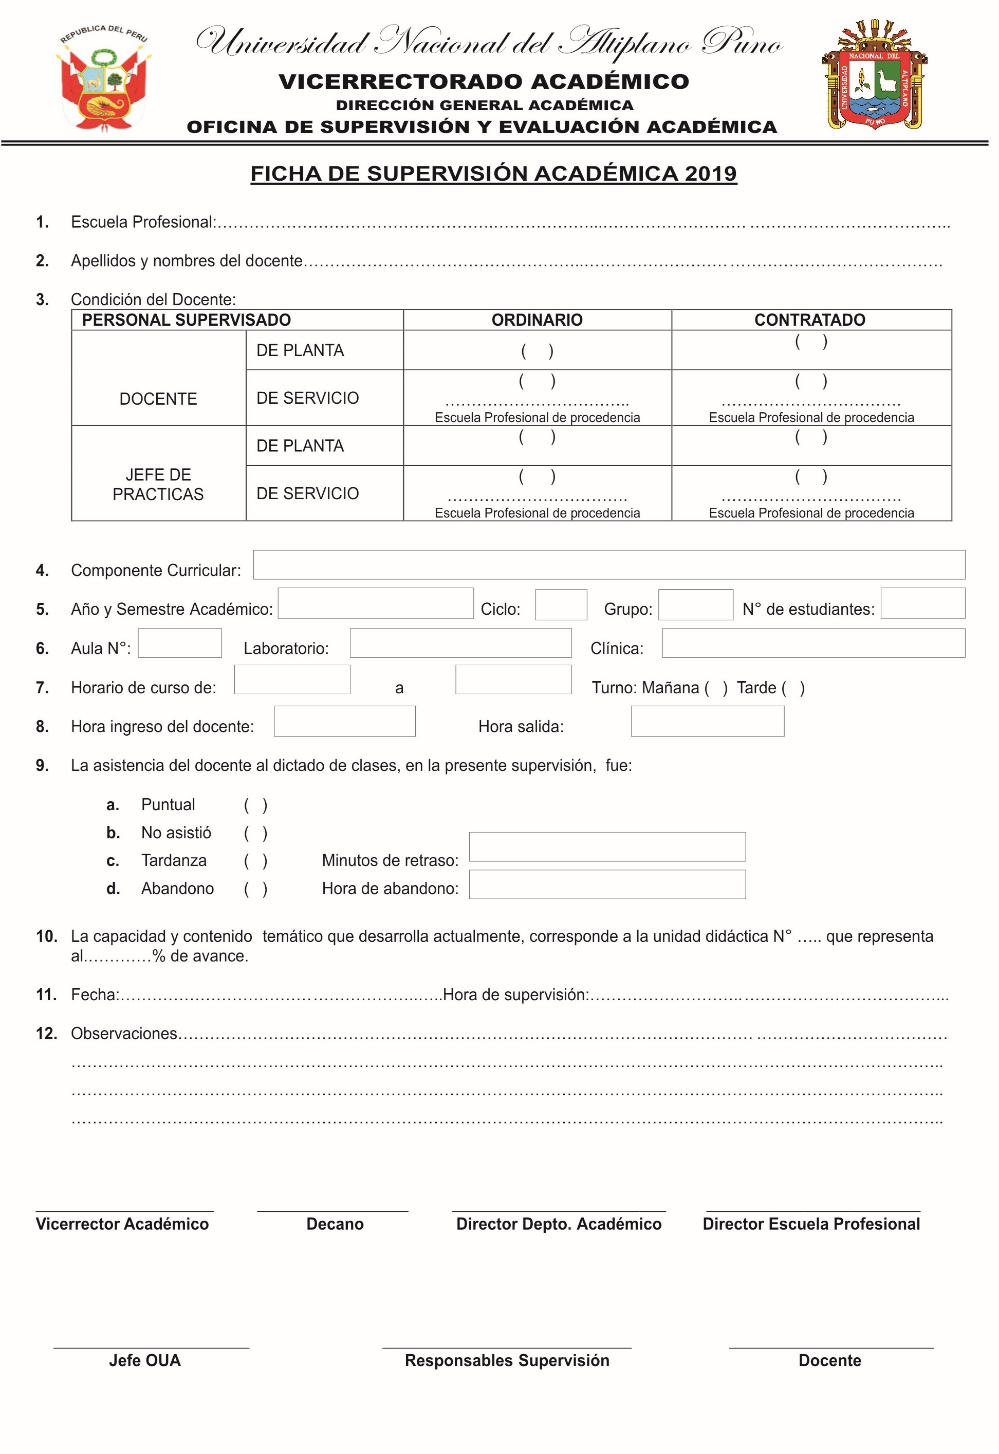 REPUBLICA DEL PERU
Universidad Nacional del Altiplano Puno
VICERRECTORADO ACADÉMICO
DIRECCIÓN GENERAL ACADÉMICA
OFICINA DE SUPERVISIÓN Y EVALUACIÓN ACADÉMICA
UNIVERSIDAD NACIONAL DEL ALTIPLANO PUNO
FICHA DE SUPERVISIÓN ACADÉMICA 2019
1. Escuela Profesional:……………………………………………………………………………………………………………..
2. Apellidos y nombres del docente…………………………………………………………………………………………….
3. Condición del Docente:
PERSONAL SUPERVISADO ORDINARIO CONTRATADO
DOCENTE
DE PLANTA ( ) ( )
DE SERVICIO ( ) ( )
…………………………….. …………………………….
Escuela Profesional de procedencia Escuela Profesional de procedencia
JEFE DE
PRACTICAS
DE PLANTA ( ) ( )
DE SERVICIO ( ) ( )
……………………………. …………………………….
Escuela Profesional de procedencia Escuela Profesional de procedencia
4. Componente Curricular:
5. Año y Semestre Académico: Ciclo: Grupo: N° de estudiantes:
6. Aula N°: Laboratorio: Clínica:
7. Horario de curso de: a Turno: Mañana ( ) Tarde ( )
8. Hora ingreso del docente: Hora salida:
9. La asistencia del docente al dictado de clases, en la presente supervisión, fue:
a. Puntual ( )
b. No asistió ( )
c. Tardanza ( ) Minutos de retraso:
d. Abandono ( ) Hora de abandono:
10. La capacidad y contenido temático que desarrolla actualmente, corresponde a la unidad didáctica N° ….. que representa
al…………% de avance.
11. Fecha:……………………………………………………Hora de supervisión:…………………………………………………………...
12. Observaciones…………………………………………………………………………………………………………………
………………………………………………………………………………………………………………………………..
………………………………………………………………………………………………………………………………..
………………………………………………………………………………………………………………………………..
Vicerrector Académico Decano Director Depto. Académico Director Escuela Profesional
Jefe OUA Responsables Supervisión Docente